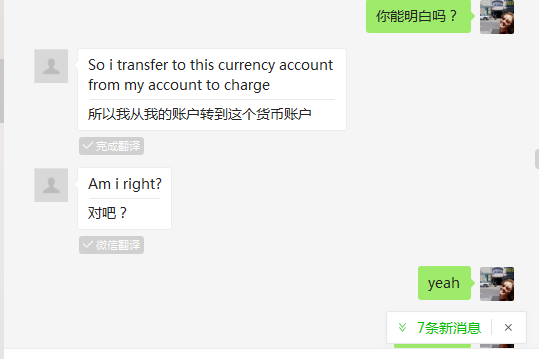 你能明白吗？
So i transfer to this currency account
from my account to charge
所以我从我的账户转到这个货币账户
完成翻译
Am i right?
对吧？
微信翻译
yeah
7条新消息